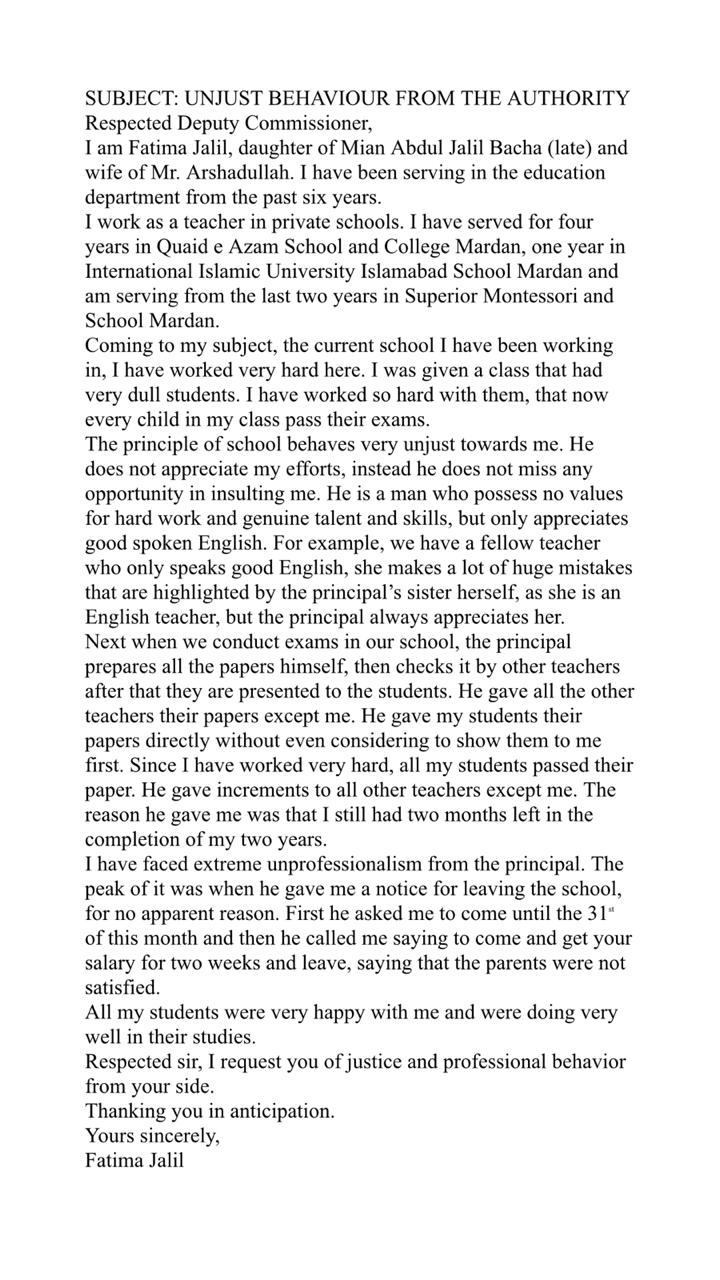 SUBJECT: UNJUST BEHAVIOUR FROM THE AUTHORITY
Respected Deputy Commissioner,
I am Fatima Jalil, daughter of Mian Abdul Jalil Bacha (late) and
wife of Mr. Arshadullah. I have been serving in the education
department from the past six years.
I work as a teacher in private schools. I have served for four
years in Quaid e Azam School and College Mardan, one year in
International Islamic University Islamabad School Mardan and
am serving from the last two years in Superior Montessori and
School Mardan.
Coming to my subject, the current school I have been working
in, I have worked very hard here. I was given a class that had
very dull students. I have worked so hard with them, that now
every child in my class pass their exams.
The principle of school behaves very unjust towards me. He
does not appreciate my efforts, instead he does not miss any
opportunity in insulting me. He is a man who possess no values
for hard work and genuine talent and skills, but only appreciates
good spoken English. For example, we have a fellow teacher
who only speaks good English, she makes a lot of huge mistakes
that are highlighted by the principal’s sister herself, as she is an
English teacher, but the principal always appreciates her.
Next when we conduct exams in our school, the principal
prepares all the papers himself, then checks it by other teachers
after that they are presented to the students. He gave all the other
teachers their papers except me. He gave my students their
papers directly without even considering to show them to me
first. Since I have worked very hard, all my students passed their
paper. He gave increments to all other teachers except me. The
reason he gave me was that I still had two months left in the
completion of my two years.
I have faced extreme unprofessionalism from the principal. The
peak of it was when he gave me a notice for leaving the school,
for no apparent reason. First he asked me to come until the 31st
of this month and then he called me saying to come and get your
salary for two weeks and leave, saying that the parents were not
satisfied.
All my students were very happy with me and were doing very
well in their studies.
Respected sir, I request you of justice and professional behavior
from your side.
Thanking you in anticipation.
Yours sincerely,
Fatima Jalil